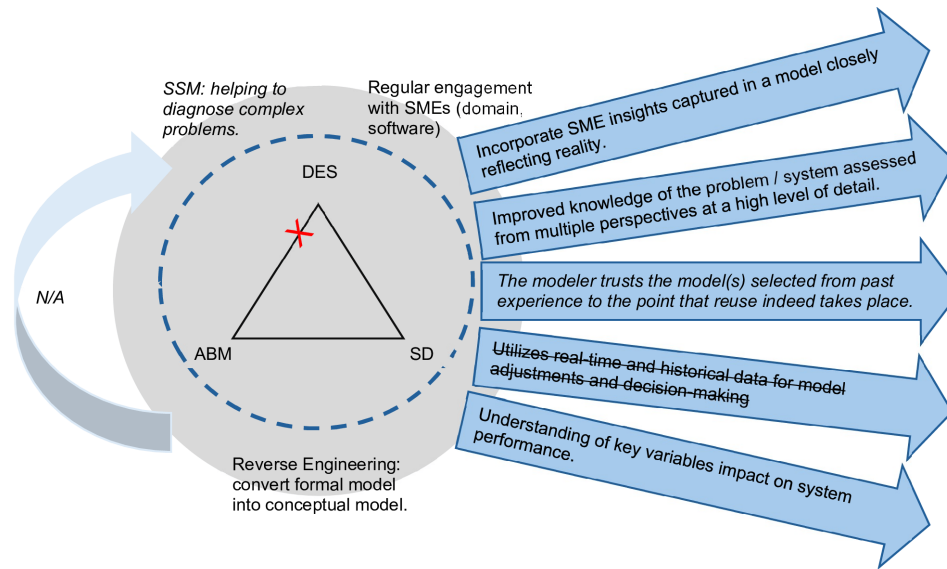 SSM: helping to
diagnose complex
problems.
Regular engagement
with SMEs (domain,
software)
DES
ABM
SD
N/A
Reverse Engineering:
convert formal model
into conceptual model.
Incorporate SME insights captured in a model closely
reflecting reality.
Improved knowledge of the problem / system assessed
from multiple perspectives at a high level of detail.
The modeler trusts the model(s) selected from past
experience to the point that reuse indeed takes place.
Utilizes real-time and historical data for model
adjustments and decision-making
Understanding of key variables impact on system
performance.